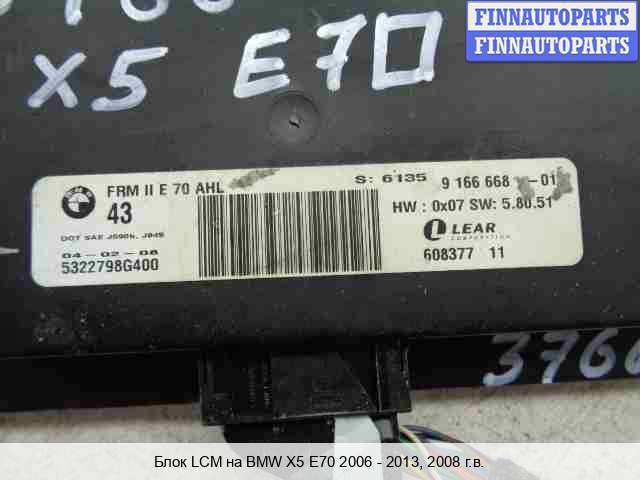 FINNAUTOPARTS
FINNAUTOPARTS
FINNAUTOPARTS
X5 E70
FRM II E 70 AHL
S: 6135
9 166 668 -01
43
HW : 0x07 SW: 5.80.51
DOT SAE
LEAR
CORPORATION
04-02-08
5322798G400
608377 11
3766
Блок LCM на BMW X5 E70 2006 - 2013, 2008 г.в.